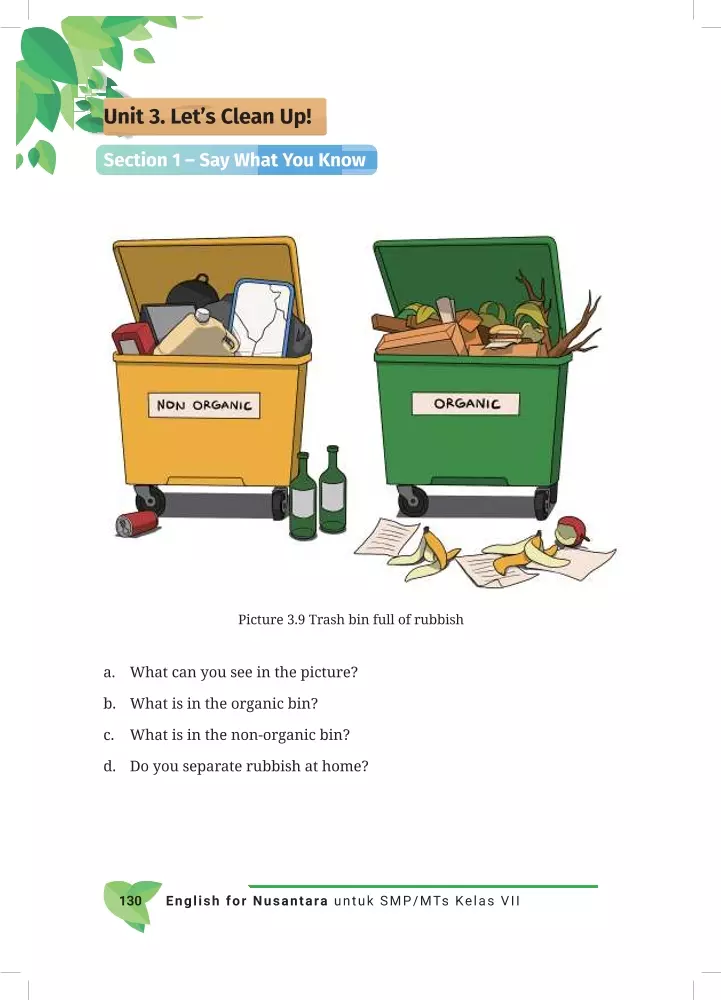 Unit 3. Let’s Clean Up!
Section 1 – Say What You Know
NON ORGANIC
ORGANIC
Picture 3.9 Trash bin full of rubbish
a. What can you see in the picture?
b. What is in the organic bin?
c. What is in the non-organic bin?
d. Do you separate rubbish at home?
130 English for Nusantara untuk SMP/MTs Kelas VII